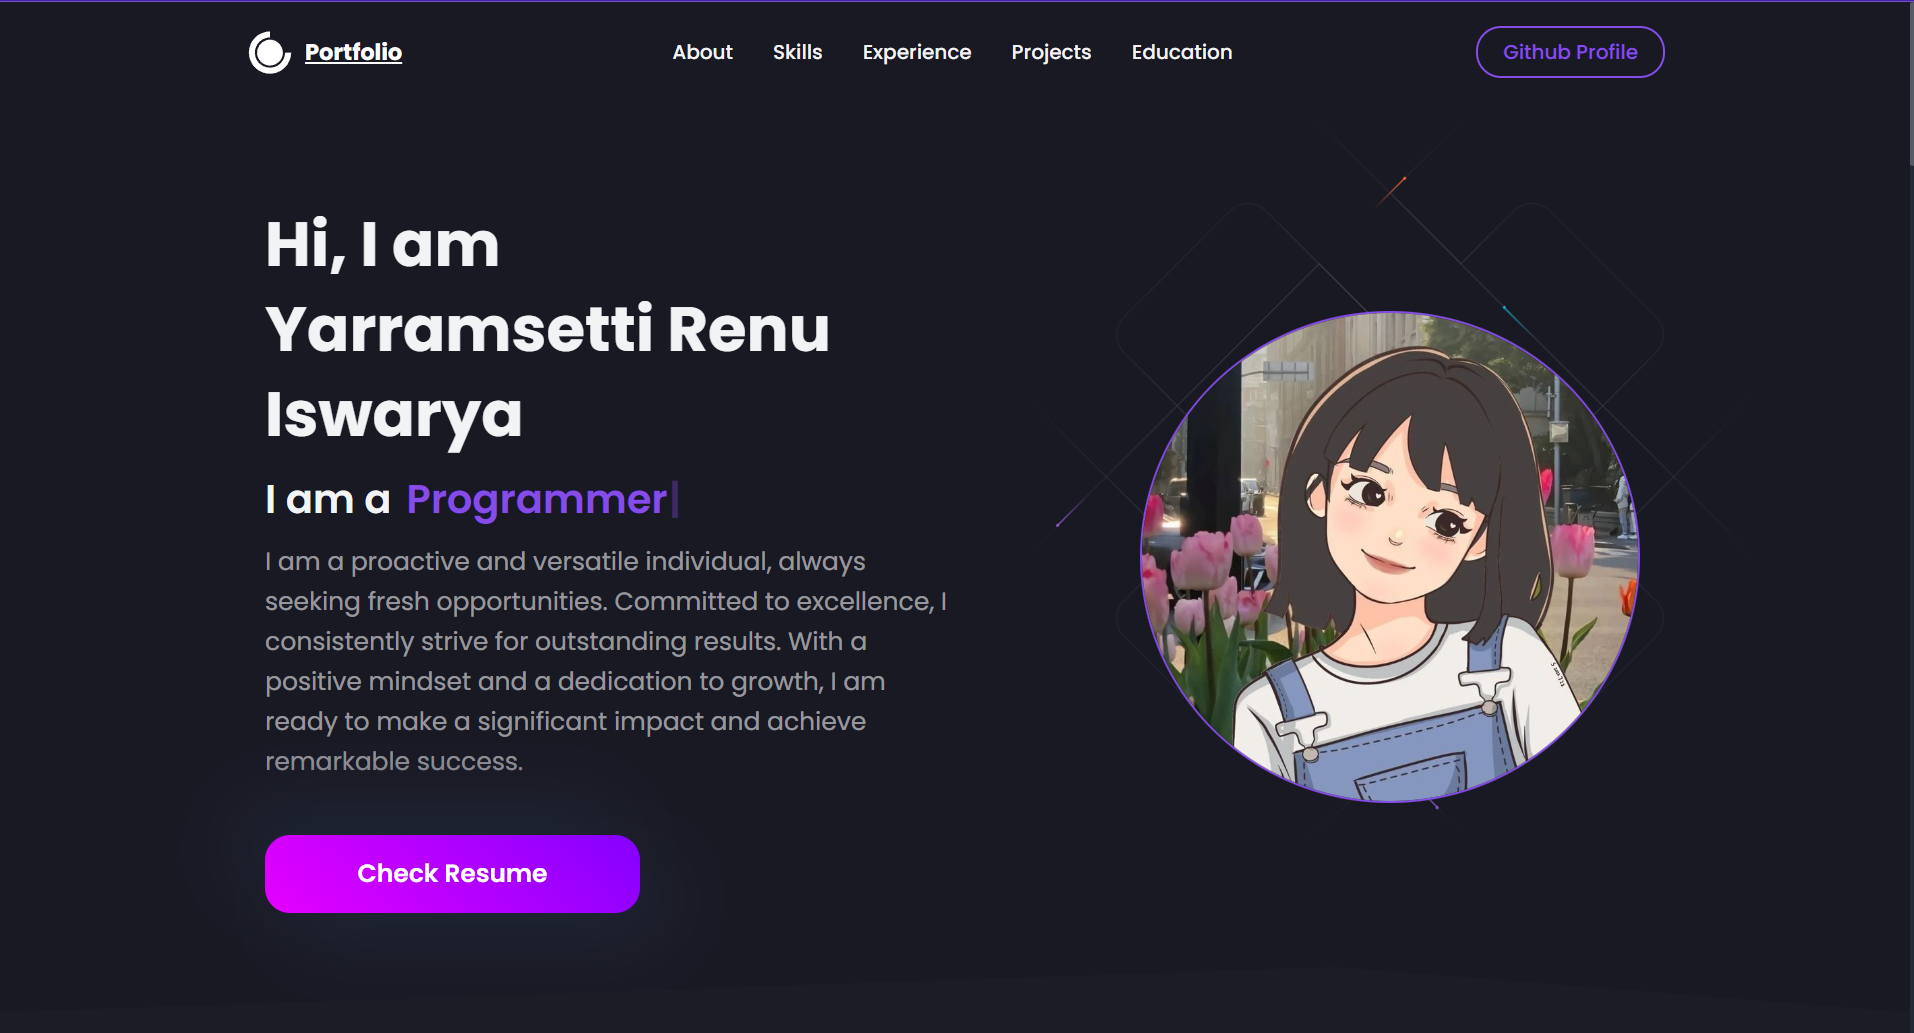 Portfolio
About
Skills
Experience
Projects
Education
Github Profile
Hi, I am
Yarramsetti Renu
Iswarya
I am a Programmer
I am a proactive and versatile individual, always
seeking fresh opportunities. Committed to excellence, I
consistently strive for outstanding results. With a
positive mindset and a dedication to growth, I am
ready to make a significant impact and achieve
remarkable success.
Check Resume